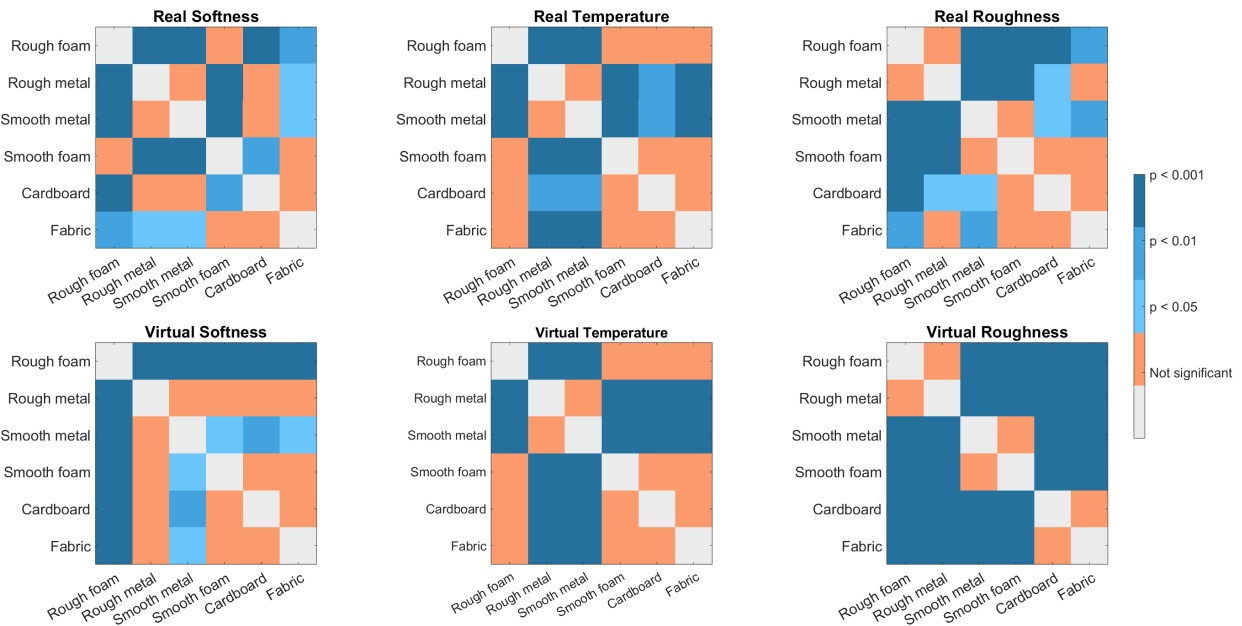 Real Softness
Rough foam
Rough metal
Smooth metal
Smooth foam
Cardboard
Fabric
Rough foam
Rough metal
Smooth metal
Smooth foam
Cardboard
Fabric
Real Temperature
Rough foam
Rough metal
Smooth metal
Smooth foam
Cardboard
Fabric
Rough foam
Rough metal
Smooth metal
Smooth foam
Cardboard
Fabric
Real Roughness
Rough foam
Rough metal
Smooth metal
Smooth foam
Cardboard
Fabric
Rough foam
Rough metal
Smooth metal
Smooth foam
Cardboard
Fabric
p < 0.001
p < 0.01
p < 0.05
Not significant
Virtual Softness
Rough foam
Rough metal
Smooth metal
Smooth foam
Cardboard
Fabric
Rough foam
Rough metal
Smooth metal
Smooth foam
Cardboard
Fabric
Virtual Temperature
Rough foam
Rough metal
Smooth metal
Smooth foam
Cardboard
Fabric
Rough foam
Rough metal
Smooth metal
Smooth foam
Cardboard
Fabric
Virtual Roughness
Rough foam
Rough metal
Smooth metal
Smooth foam
Cardboard
Fabric
Rough foam
Rough metal
Smooth metal
Smooth foam
Cardboard
Fabric